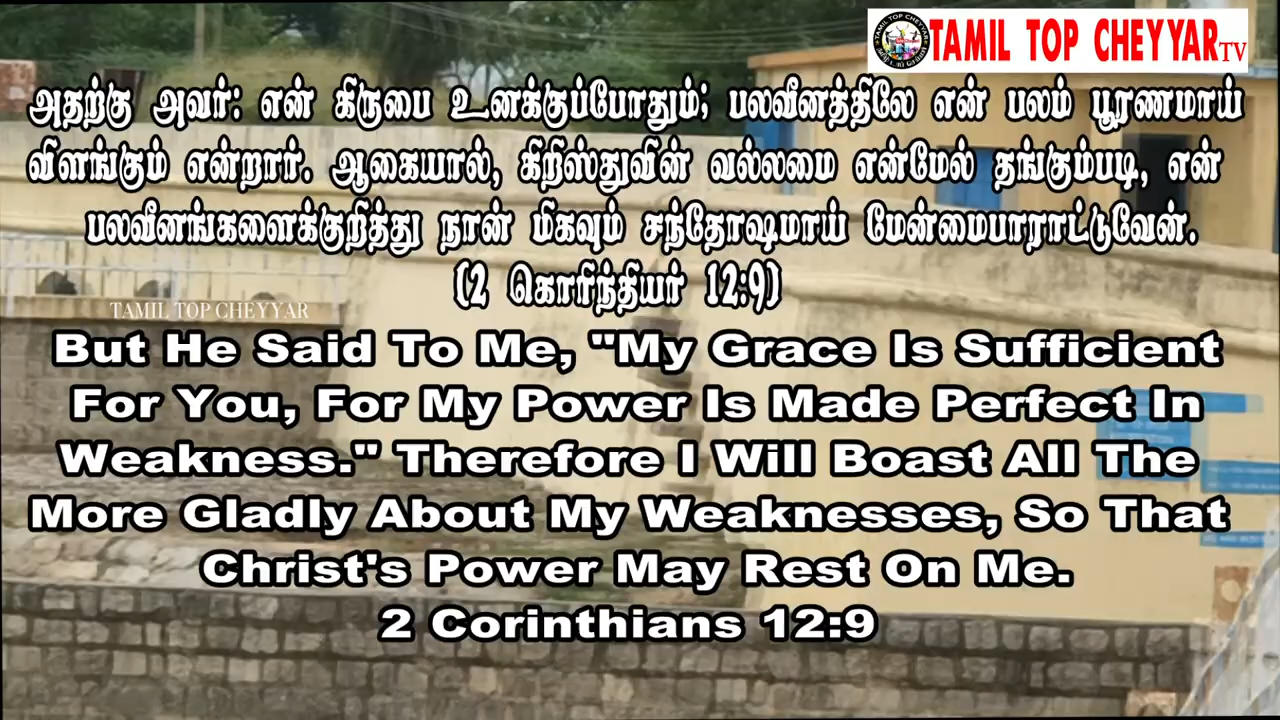 TAMIL TOP CHEYYAR TV
அதற்கு அவர்: என் கிருபை உனக்குப்போதும்; பலவீனத்திலே என் பலம் பூரணமாய்
விளங்கும் என்றார். ஆகையால், கிறிஸ்துவின் வல்லமை என்மேல் தங்கும்படி, என்
பலவீனங்களைக்குறித்து நான் மிகவும் சந்தோஷமாய் மேன்மைபாராட்டுவேன்.
(2 கொரிந்தியர் 12:9)
TAMIL TOP CHEYYAR
But He Said To Me, "My Grace Is Sufficient
For You, For My Power Is Made Perfect In
Weakness." Therefore I Will Boast All The
More Gladly About My Weaknesses, So That
Christ's Power May Rest On Me.
2 Corinthians 12:9